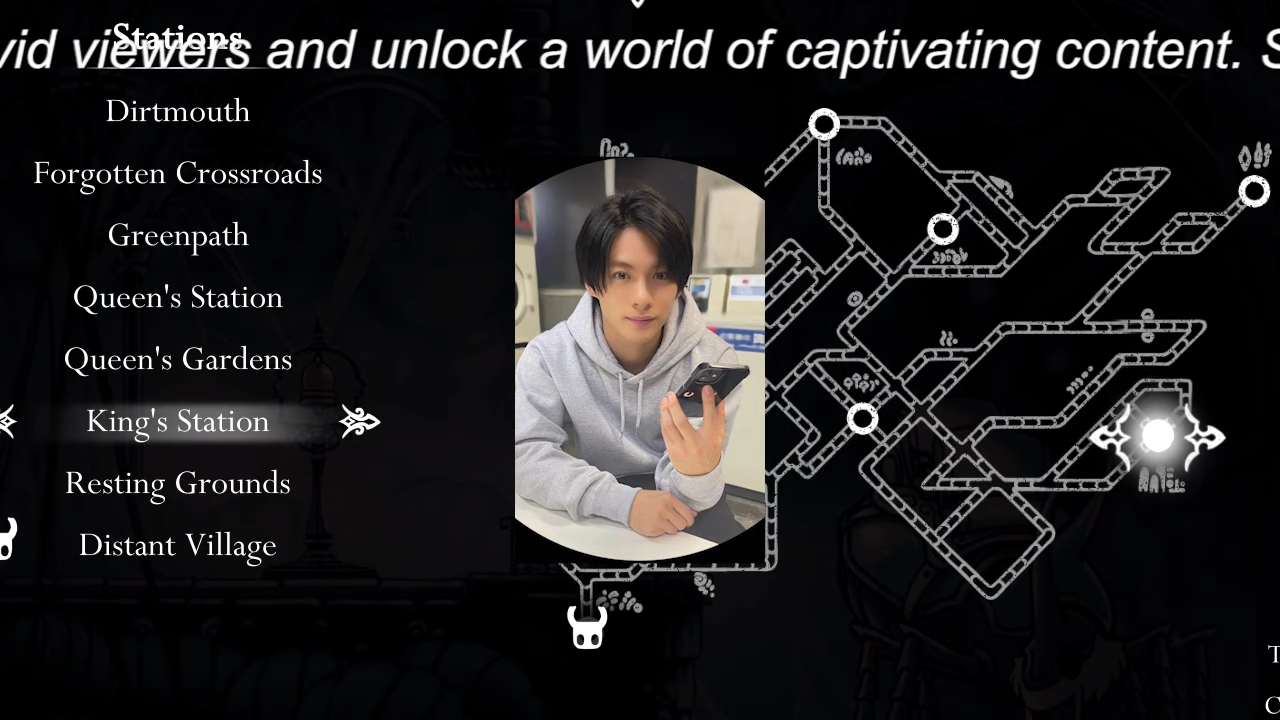 Stations
vid viewers and unlock a world of captivating content. S
Dirtmouth
Forgotten Crossroads
Greenpath
Queen's Station
Queen's Gardens
King's Station
Resting Grounds
Distant Village